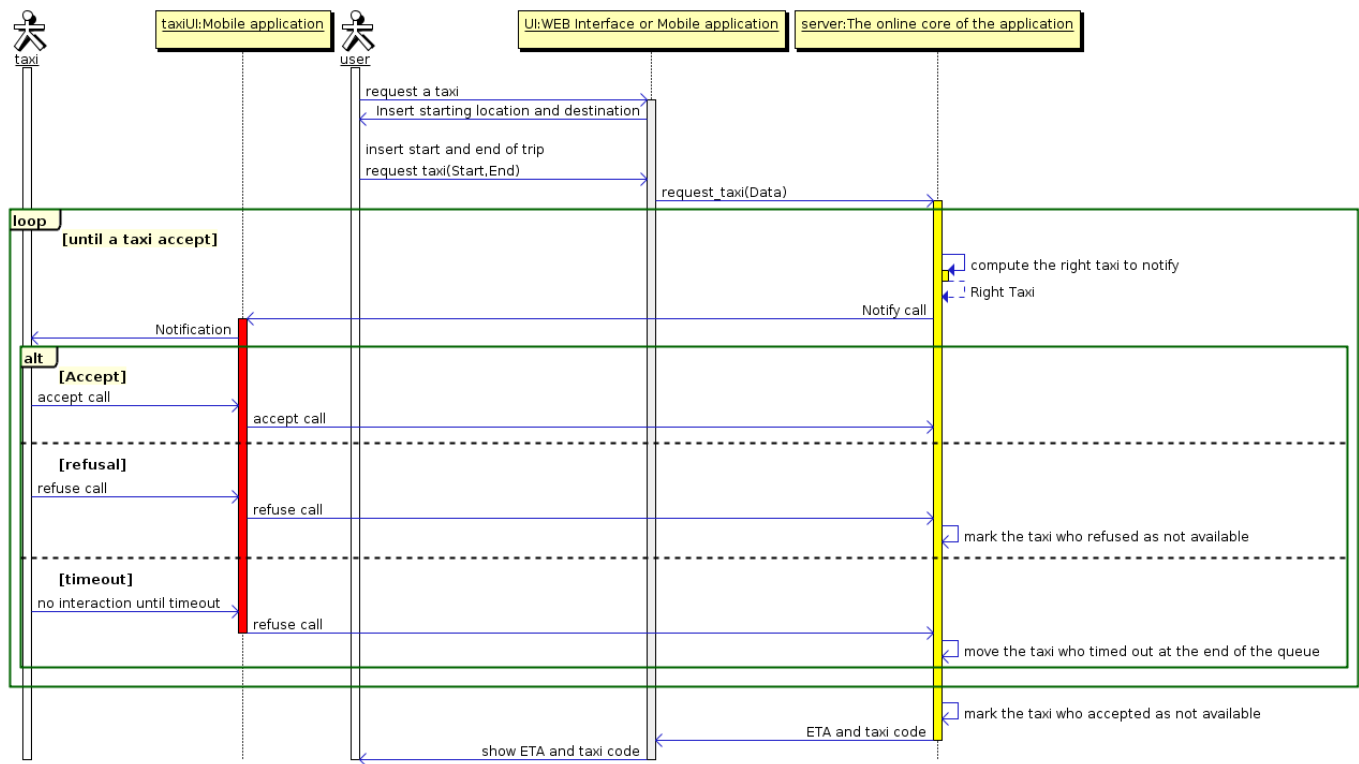 taxiUI:Mobile application
UI:WEB Interface or Mobile application
server:The online core of the application
taxi
user
request a taxi
Insert starting location and destination
insert start and end of trip
request taxi(Start,End)
request_taxi(Data)
loop
[until a taxi accept]
compute the right taxi to notify
Right Taxi
Notify call
Notification
alt
[Accept]
accept call
accept call
[refusal]
refuse call
refuse call
mark the taxi who refused as not available
[timeout]
no interaction until timeout
refuse call
move the taxi who timed out at the end of the queue
mark the taxi who accepted as not available
ETA and taxi code
show ETA and taxi code